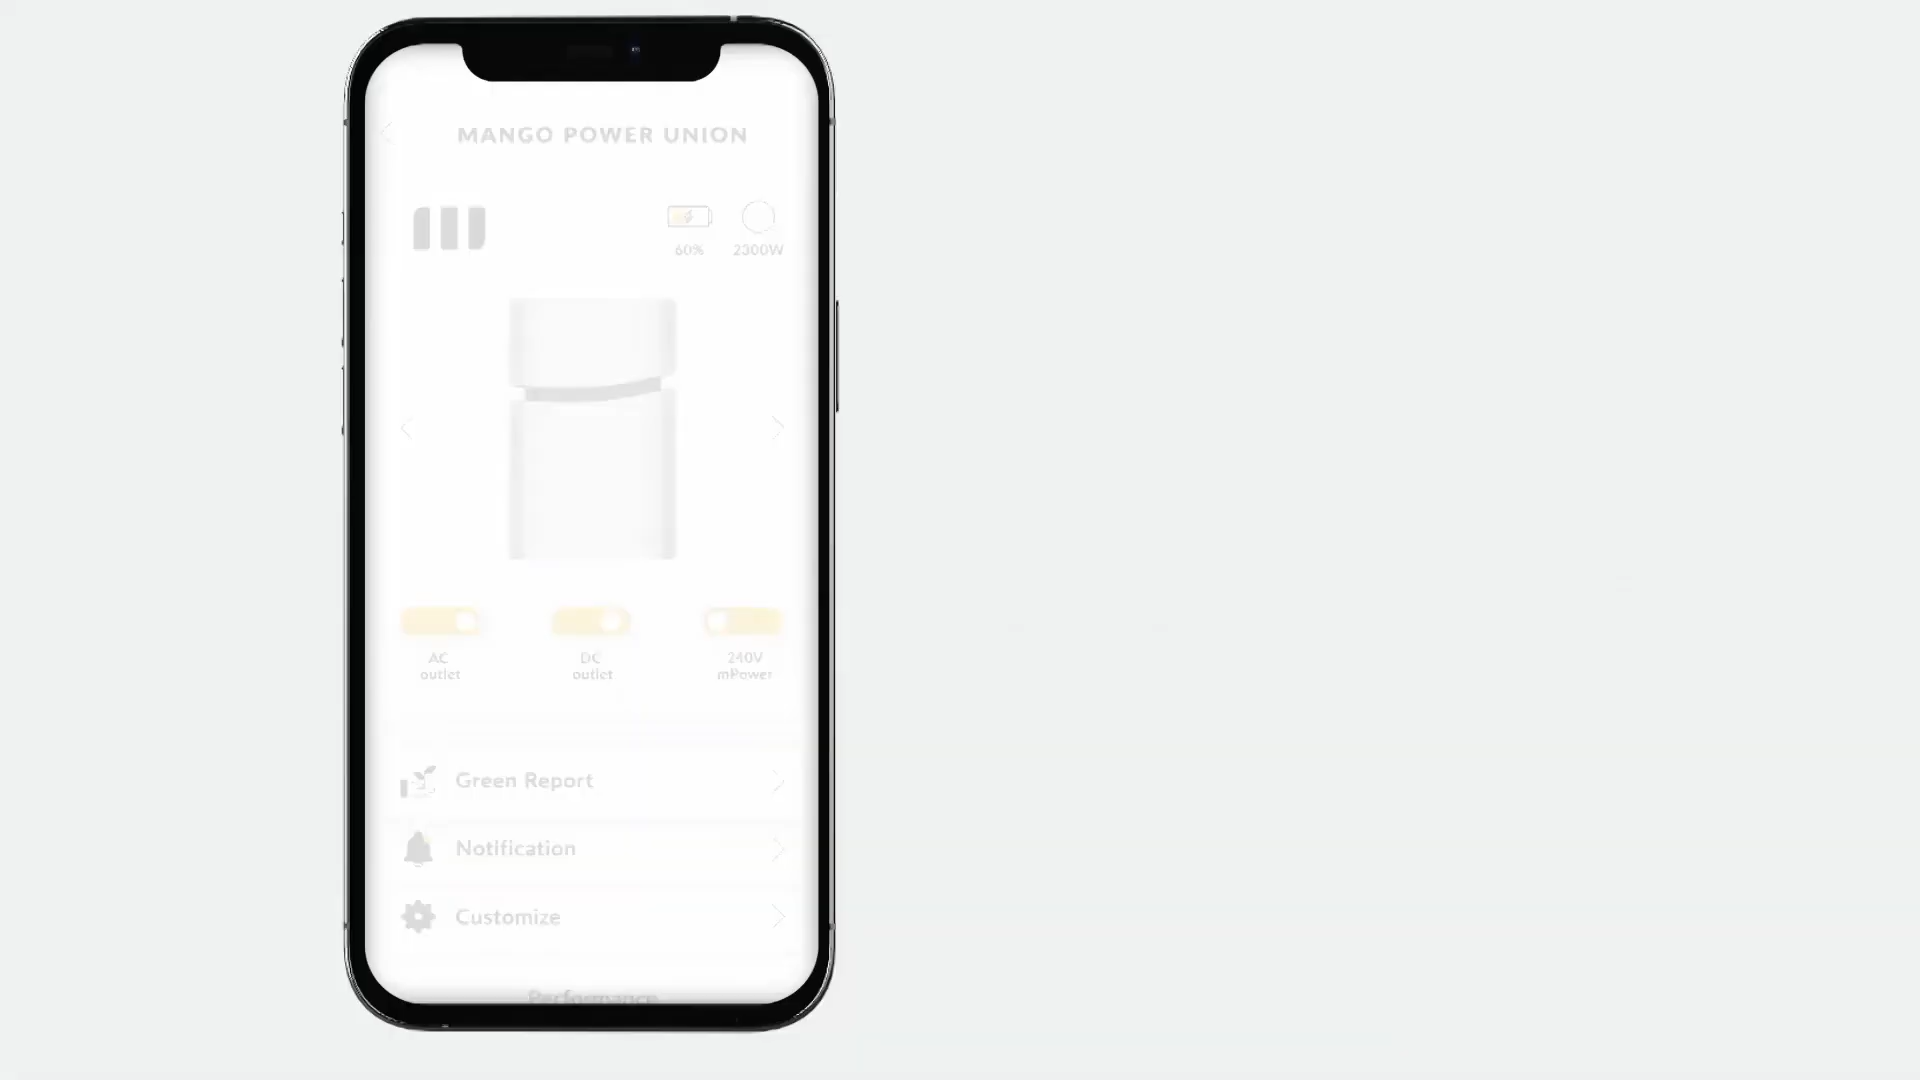 MANGO POWER UNION
60%
2300W
AC
outlet
DC
outlet
240V
mPower
Green Report
Notification
Customize
Performance